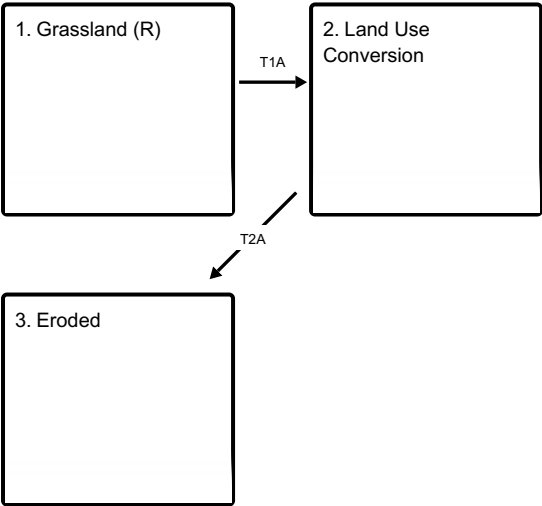 1. Grassland (R)
T1A
2. Land Use
Conversion
T2A
3. Eroded